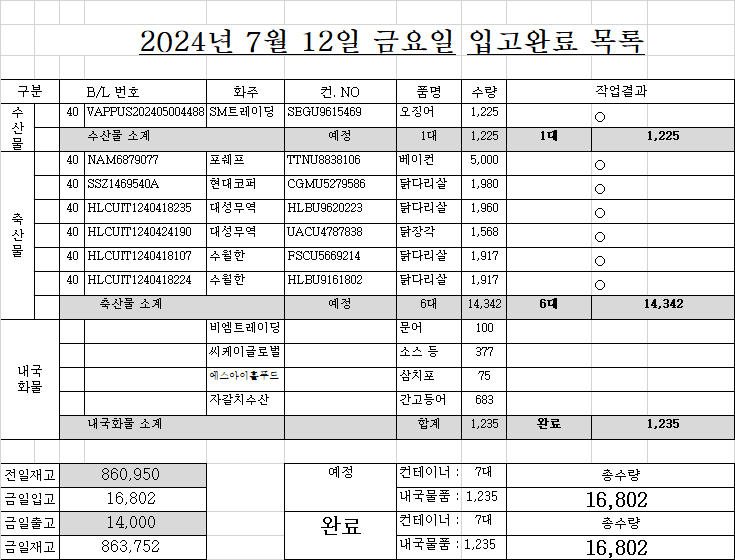 2024년 7월 12일 금요일 입고완료 목록
구분 B/L 번호 화주 컨. NO 품명 수량 작업결과
수산물 40 VAPPUS202405004488 SM트레이딩 SEGU9615469 오징어 1,225 ○
수산물 소계 예정 1대 1,225 1대 1,225
축산물 40 NAM6879077 포웨프 TTNU8838106 베이컨 5,000 ○
40 SSZ1469540A 현대코퍼 CGMU5279586 닭다리살 1,980 ○
40 HLCUIT1240418235 대성무역 HLBU9620223 닭다리살 1,960 ○
40 HLCUIT1240424190 대성무역 UACU4787838 닭장각 1,568 ○
40 HLCUIT1240418107 수월한 FSCU5669214 닭다리살 1,917 ○
40 HLCUIT1240418224 수월한 HLBU9161802 닭다리살 1,917 ○
축산물 소계 예정 6대 14,342 6대 14,342
내국화물 비엠트레이딩 문어 100
씨케이글로벌 소스 등 377
에스아이홀푸드 삼치포 75
자갈치수산 간고등어 683
내국화물 소계 합계 1,235 완료 1,235
전일재고 860,950 예정 컨테이너 : 7대 총수량
금일입고 16,802 내국물품 : 1,235 16,802
금일출고 14,000 완료 컨테이너 : 7대 총수량
금일재고 863,752 내국물품 : 1,235 16,802